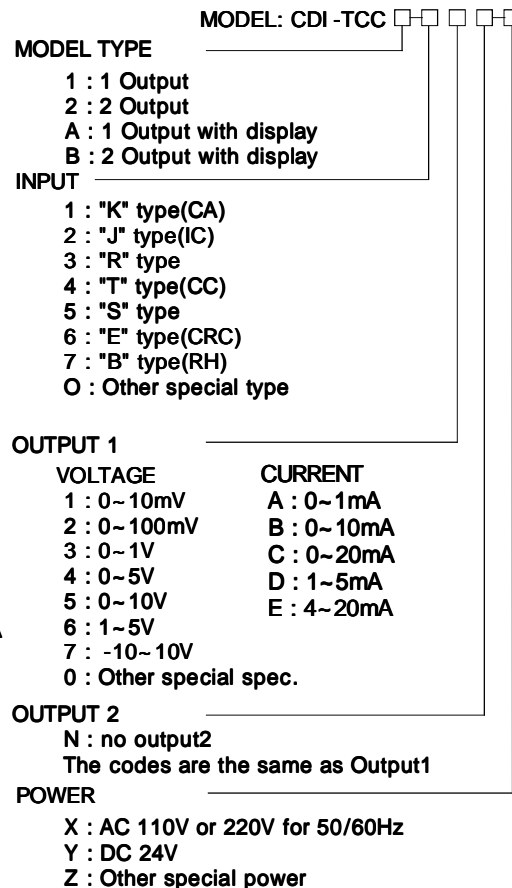 MODEL: CDI-TCC □-□ □ □-□
MODEL TYPE
1 : 1 Output
2 : 2 Output
A : 1 Output with display
B : 2 Output with display
INPUT
1 : "K" type(CA)
2 : "J" type(IC)
3 : "R" type
4 : "T" type(CC)
5 : "S" type
6 : "E" type(CRC)
7 : "B" type(RH)
O : Other special type
OUTPUT 1
VOLTAGE
1 : 0~10mV
2 : 0~100mV
3 : 0~1V
4 : 0~5V
5 : 0~10V
6 : 1~5V
7 : -10~10V
0 : Other special spec.
CURRENT
A : 0~1mA
B : 0~10mA
C : 0~20mA
D : 1~5mA
E : 4~20mA
OUTPUT 2
N : no output2
The codes are the same as Output1
POWER
X : AC 110V or 220V for 50/60Hz
Y : DC 24V
Z : Other special power